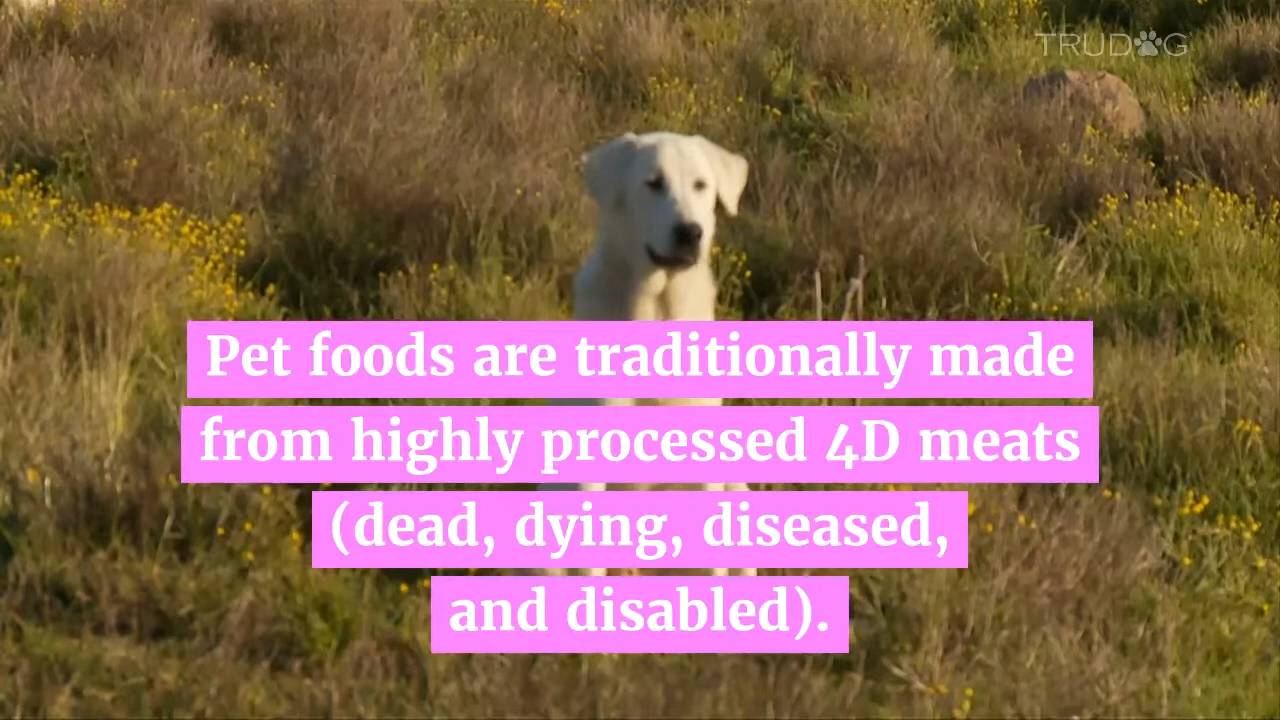 TRUDOG
Pet foods are traditionally made
from highly processed 4D meats
(dead, dying, diseased,
and disabled).